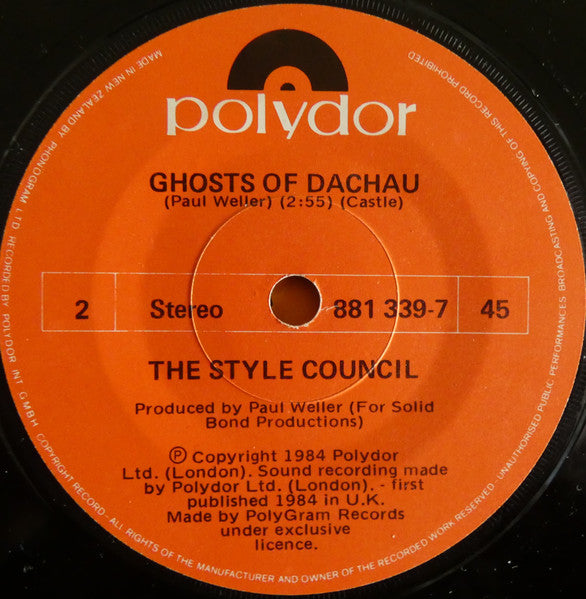 polydor
GHOSTS OF DACHAU
(Paul Weller) (2:55) (Castle)
2 Stereo 881 339-7 45
THE STYLE COUNCIL
Produced by Paul Weller (For Solid
Bond Productions)
Ⓟ Copyright 1984 Polydor
Ltd. (London). Sound recording made
by Polydor Ltd. (London). - first
published 1984 in U.K.
Made by PolyGram Records
under exclusive
licence.
MADE IN NEW ZEALAND BY PHONOGRAM LTD RECORDED BY POLYDOR INT G.M.B.H COPYRIGHT RECORD - ALL RIGHTS OF THE MANUFACTURER AND OWNER OF THE RECORDED WORK RESERVED. UNAUTHORISED PUBLIC PERFORMANCES BROADCASTING AND COPYING OF THIS RECORD PROHIBITED